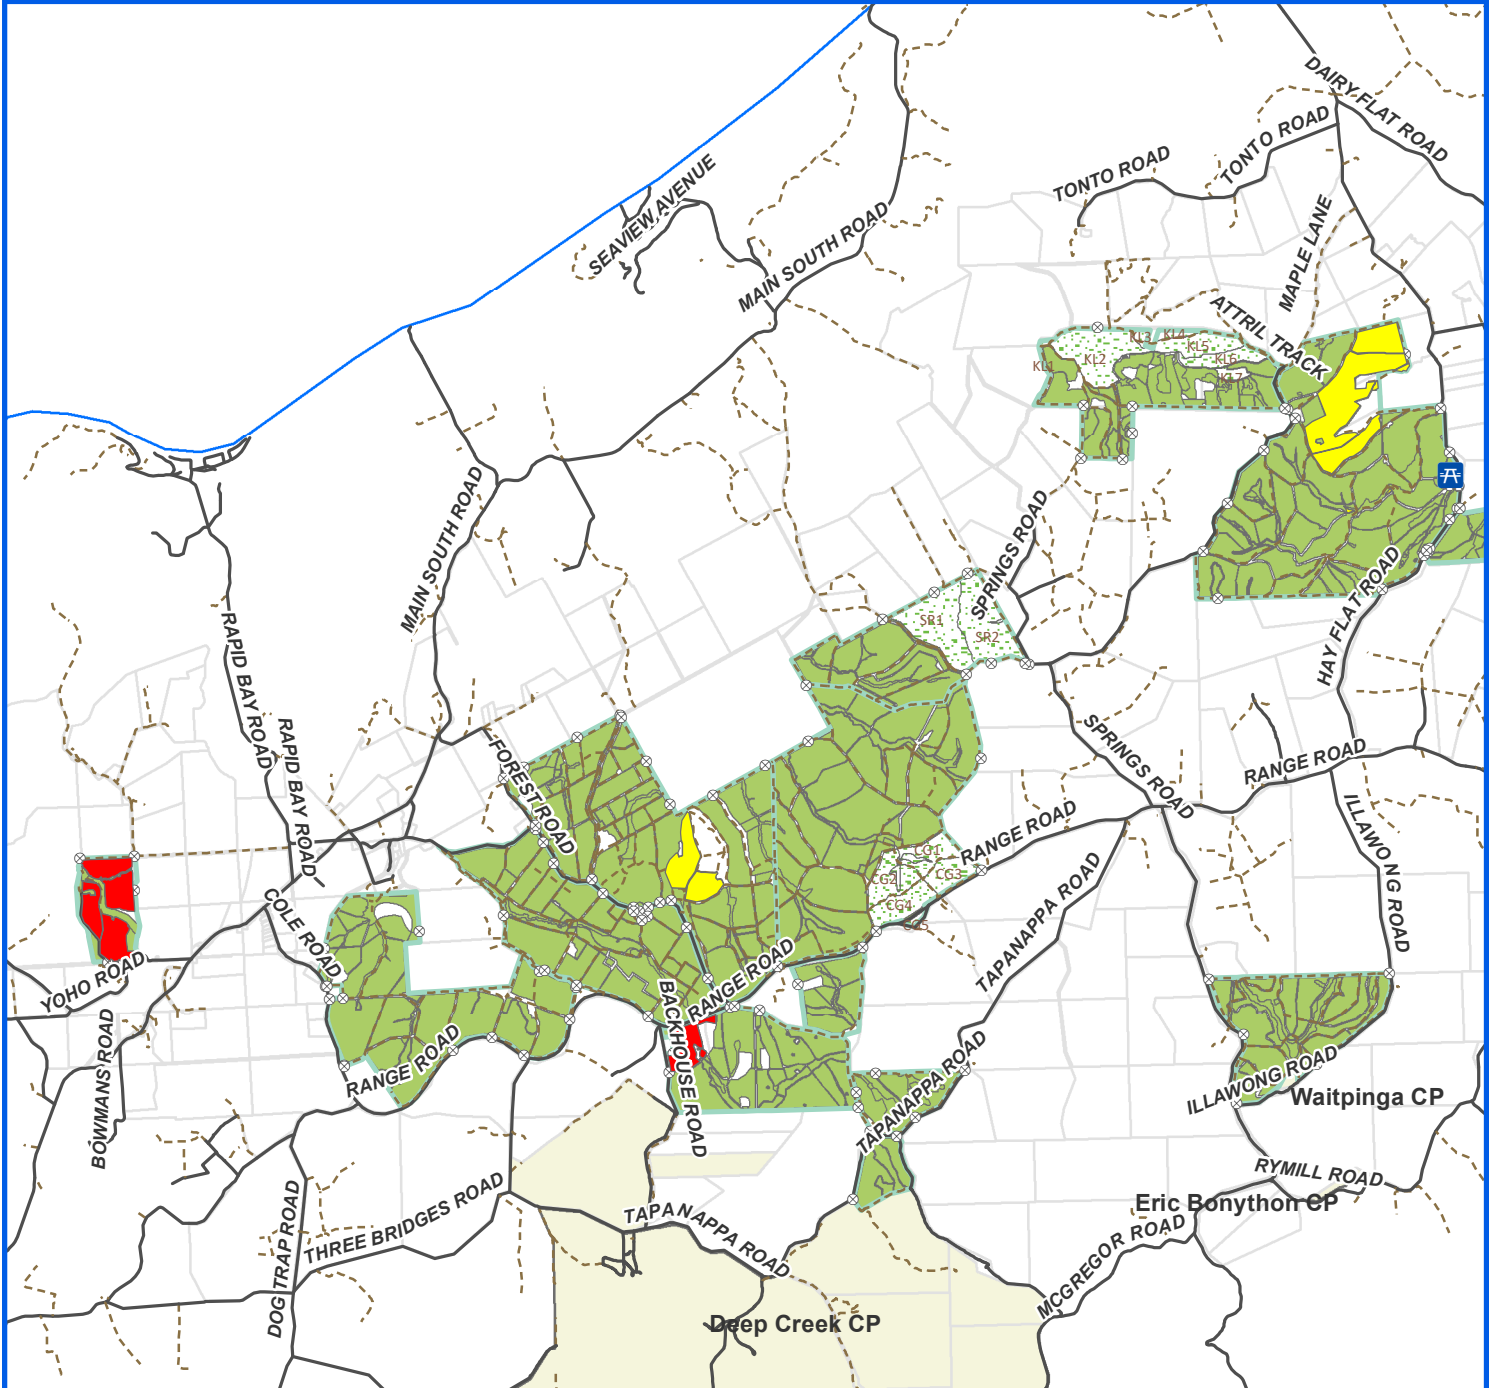 DAIRY FLAT ROAD
TONTO ROAD
TONTO ROAD
SEAVIEW AVENUE
MAIN SOUTH ROAD
MAPLE LANE
ATTRIL TRACK
KL1
KL2
KL3
KL4
KL5
KL6
KL7
MAIN SOUTH ROAD
SPRINGS ROAD
SR1
SR2
HAY FLAT ROAD
RAPID BAY ROAD
RAPID BAY ROAD
FOREST ROAD
SPRINGS ROAD
RANGE ROAD
RANGE ROAD
ILLAWONG ROAD
CG1
CG2
CG3
CG4
CG5
TAPANAPPA ROAD
COLE ROAD
YOHO ROAD
BACKHOUSE ROAD
RANGE ROAD
BOWMANS ROAD
RANGE ROAD
TAPANAPPA ROAD
ILLAWONG ROAD
Waitpinga CP
RYMILL ROAD
Eric Bonython CP
DOG TRAP ROAD
THREE BRIDGES ROAD
TAPANAPPA ROAD
MCGREGOR ROAD
Deep Creek CP